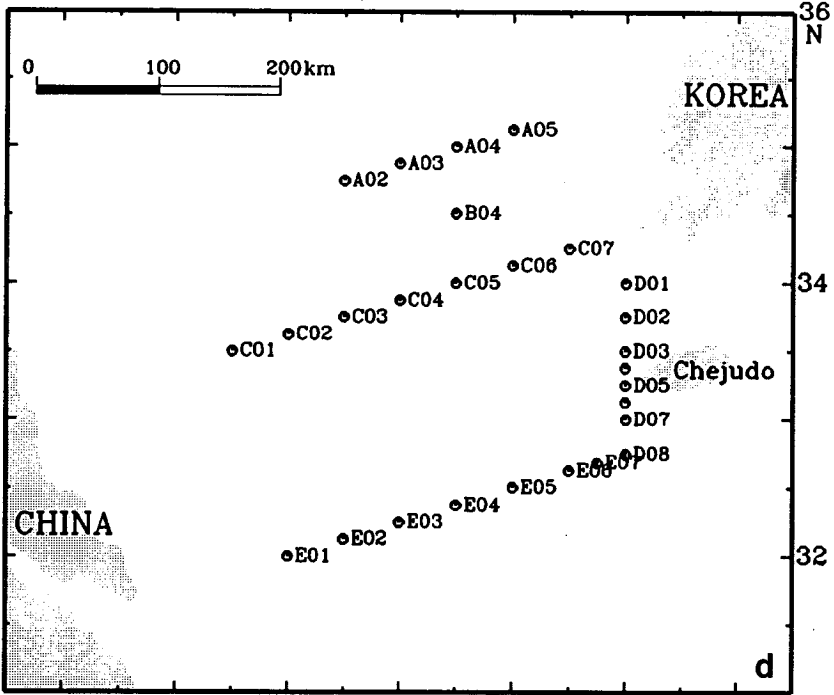 36
N
0 100 200km
KOREA
A05
A04
A03
A02
B04
C07
C06
C05
C04
C03
C02
C01
D01
34
D02
D03
Chejudo
D05
D07
D08
E07
E06
E05
E04
E03
E02
E01
CHINA
32
d